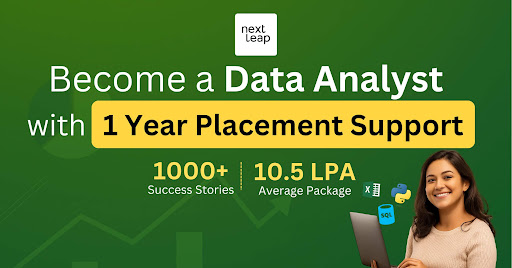 next
leap
Become a Data Analyst
with 1 Year Placement Support
1000+
Success Stories
10.5 LPA
Average Package
X
SQL